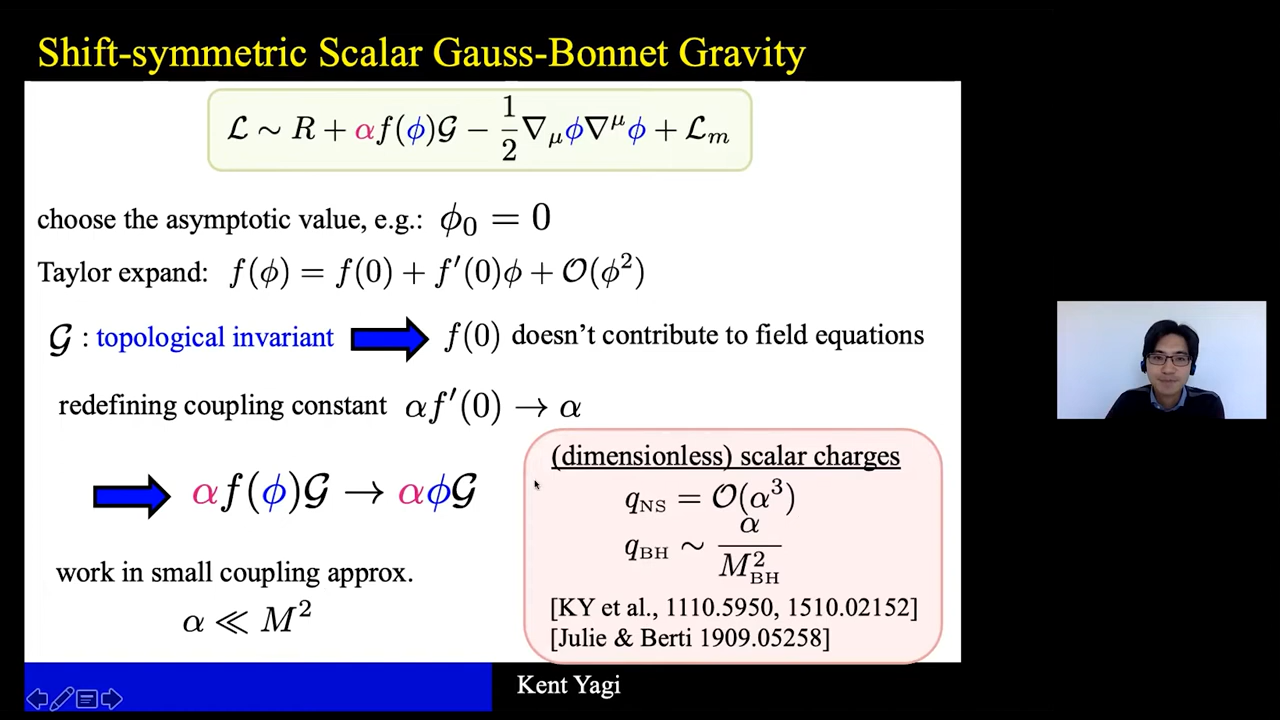 Shift-symmetric Scalar Gauss-Bonnet Gravity
ℒ ∼ R + αf(ϕ)𝒢 − 1/2 ∇_μϕ∇^μϕ + ℒ_m
choose the asymptotic value, e.g.: ϕ₀ = 0
Taylor expand: f(ϕ) = f(0) + f′(0)ϕ + 𝒪(ϕ²)
𝒢 : topological invariant f(0) doesn’t contribute to field equations
redefining coupling constant αf′(0) → α
αf(ϕ)𝒢 → αϕ𝒢
work in small coupling approx.
α ≪ M²
(dimensionless) scalar charges
q_NS = 𝒪(α³)
q_BH ∼ α/M²_BH
[KY et al., 1110.5950, 1510.02152]
[Julie & Berti 1909.05258]
Kent Yagi